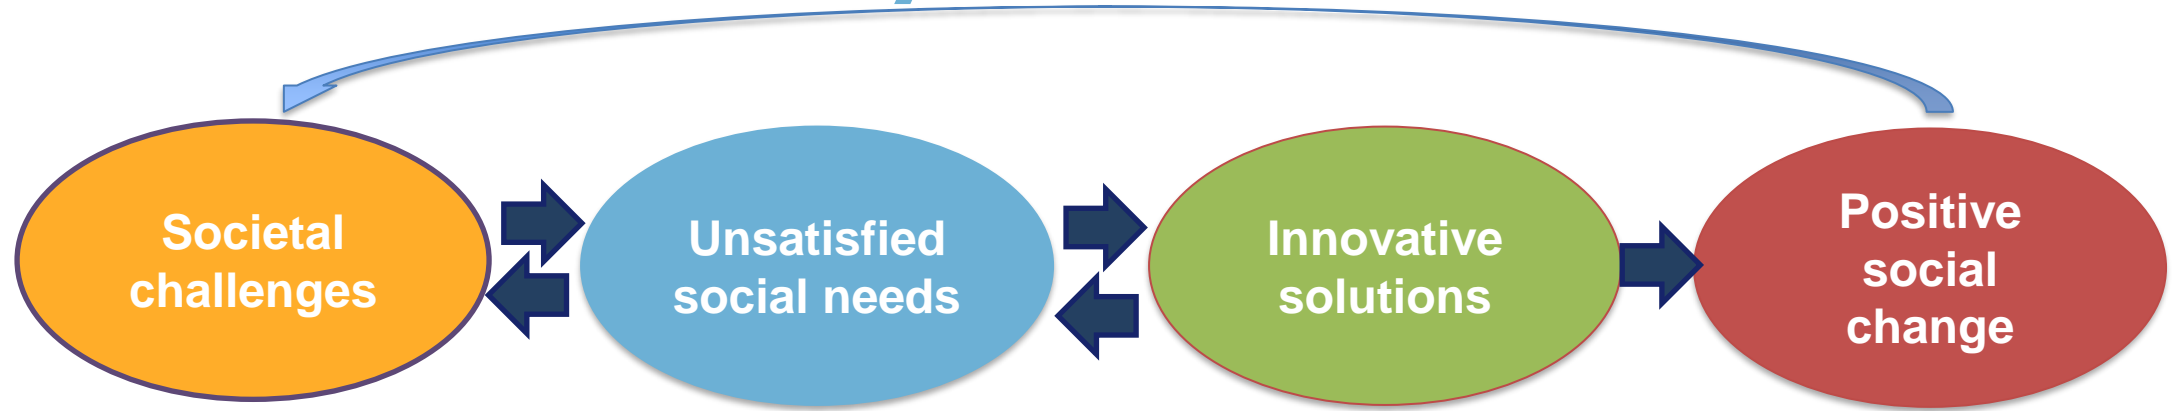 Societal
challenges
Unsatisfied
social needs
Innovative
solutions
Positive
social
change